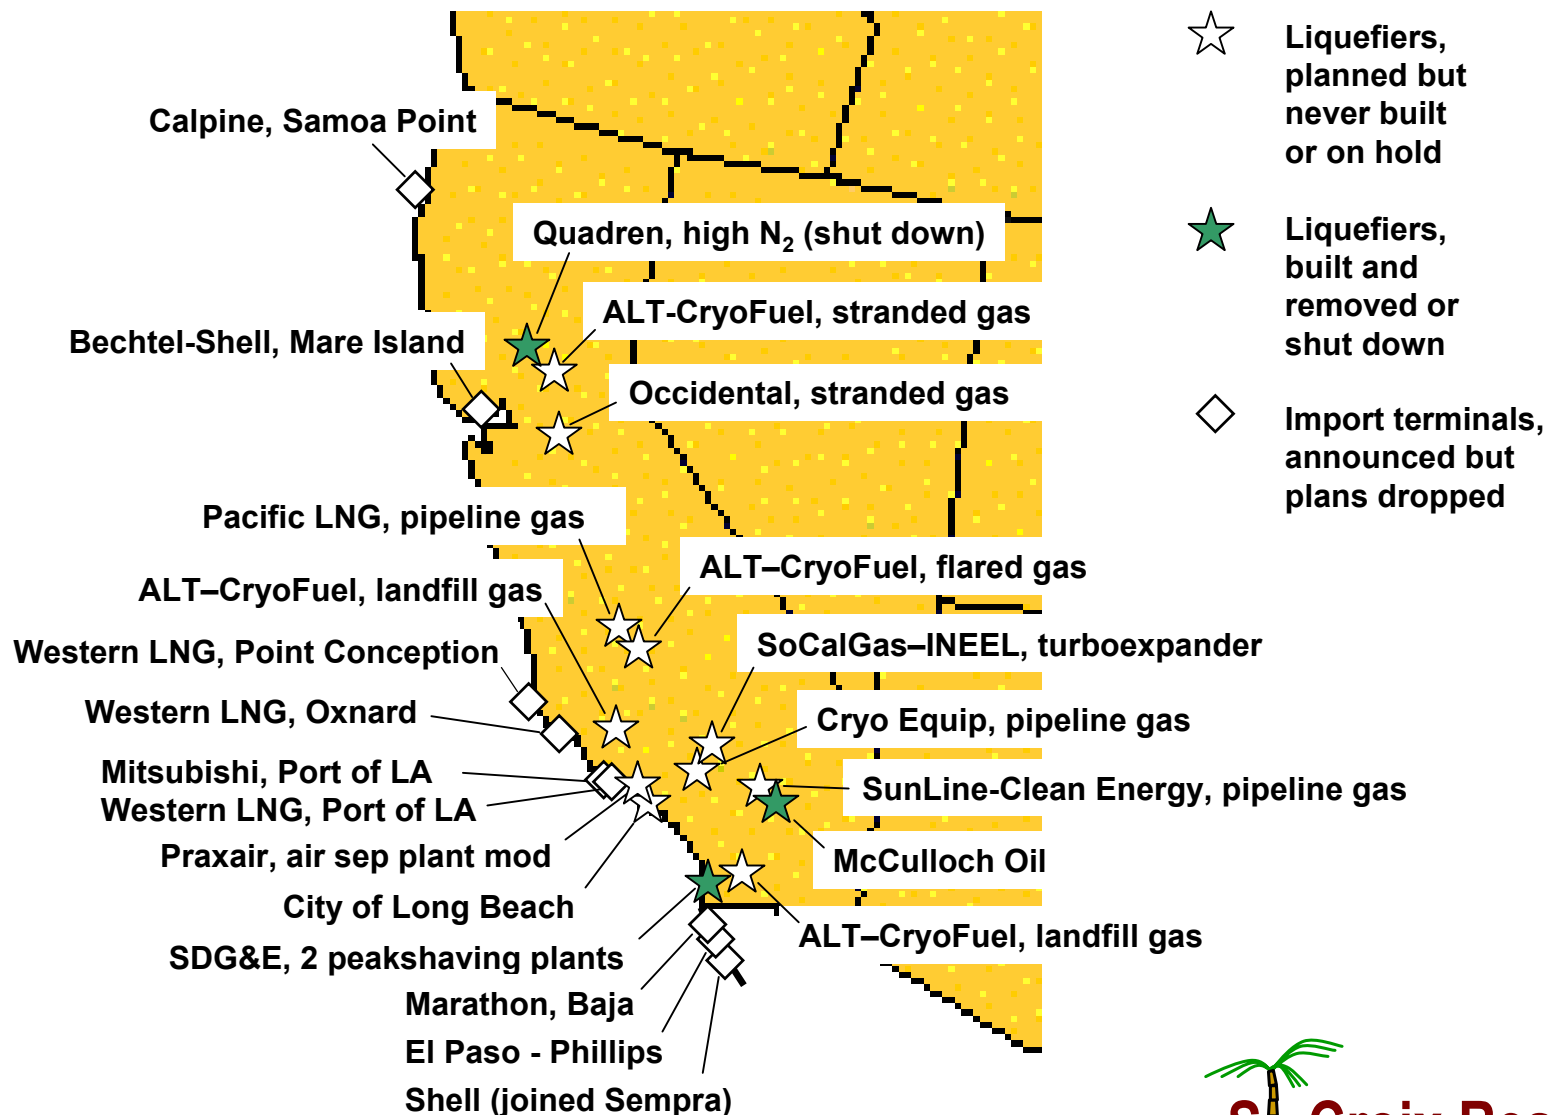 Calpine, Samoa Point
Quadren, high N₂ (shut down)
ALT-CryoFuel, stranded gas
Bechtel-Shell, Mare Island
Occidental, stranded gas
Pacific LNG, pipeline gas
ALT–CryoFuel, flared gas
ALT–CryoFuel, landfill gas
SoCalGas–INEEL, turboexpander
Western LNG, Point Conception
Western LNG, Oxnard
Cryo Equip, pipeline gas
Mitsubishi, Port of LA
SunLine-Clean Energy, pipeline gas
Western LNG, Port of LA
Praxair, air sep plant mod
McCulloch Oil
City of Long Beach
ALT–CryoFuel, landfill gas
SDG&E, 2 peakshaving plants
Marathon, Baja
El Paso - Phillips
Shell (joined Sempra)
Liquefiers,
planned but
never built
or on hold
Liquefiers,
built and
removed or
shut down
Import terminals,
announced but
plans dropped